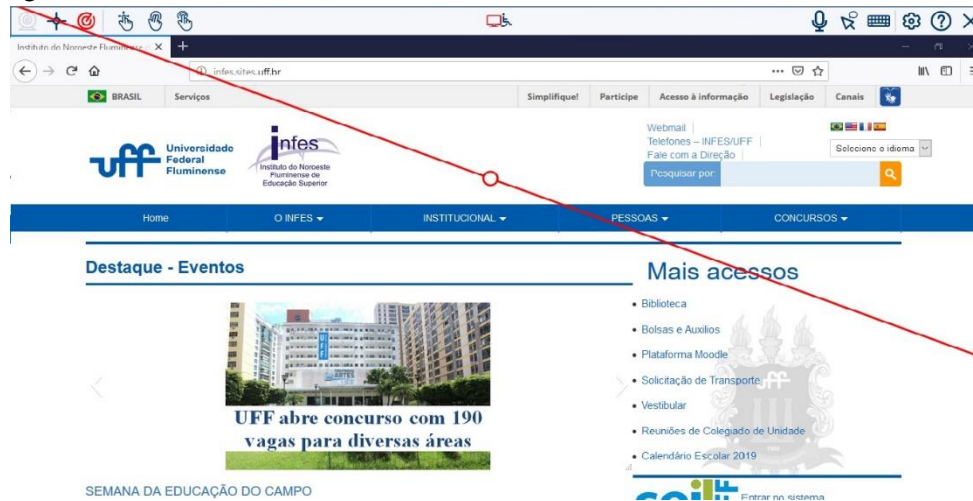 Instituto do Noroeste Fluminense
infes.sites.uff.br
BRASIL Serviços Simplifique! Participe Acesso à informação Legislação Canais
uff Universidade Federal Fluminense
infes
Instituto do Noroeste
Fluminense de
Educação Superior
Webmail
Telefones – INFES/UFF
Fale com a Direção
Pesquisar por:
Selecione o idioma
Home O INFES INSTITUCIONAL PESSOAS CONCURSOS
Destaque - Eventos
UFF abre concurso com 190
vagas para diversas áreas
SEMANA DA EDUCAÇÃO DO CAMPO
Mais acessos
Biblioteca
Bolsas e Auxílios
Plataforma Moodle
Solicitação de Transporte
Vestibular
Reuniões de Colegiado de Unidade
Calendário Escolar 2019
Entrar no sistema